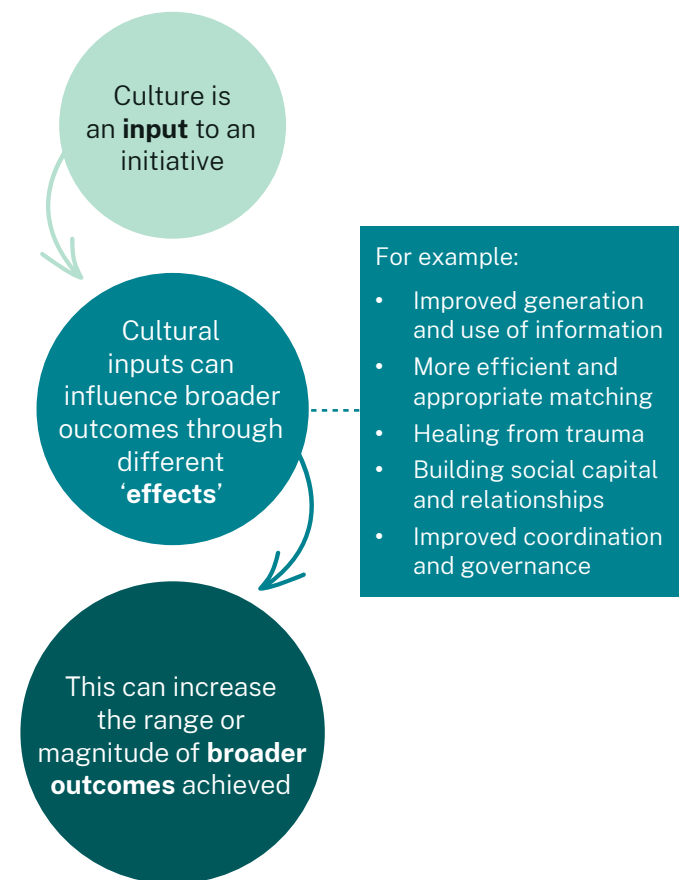 Culture is
an input to an
initiative
Cultural
inputs can
influence broader
outcomes through
different
‘effects’
For example:
• Improved generation
and use of information
• More efficient and
appropriate matching
• Healing from trauma
• Building social capital
and relationships
• Improved coordination
and governance
This can increase
the range or
magnitude of broader
outcomes achieved